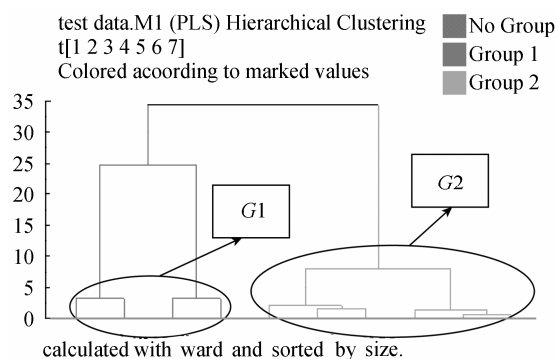 test data.M1 (PLS) Hierarchical Clustering
t[1 2 3 4 5 6 7]
Colored acoording to marked values
No Group
Group 1
Group 2
35
30
25
20
15
10
5
0
G1
G2
calculated with ward and sorted by size.